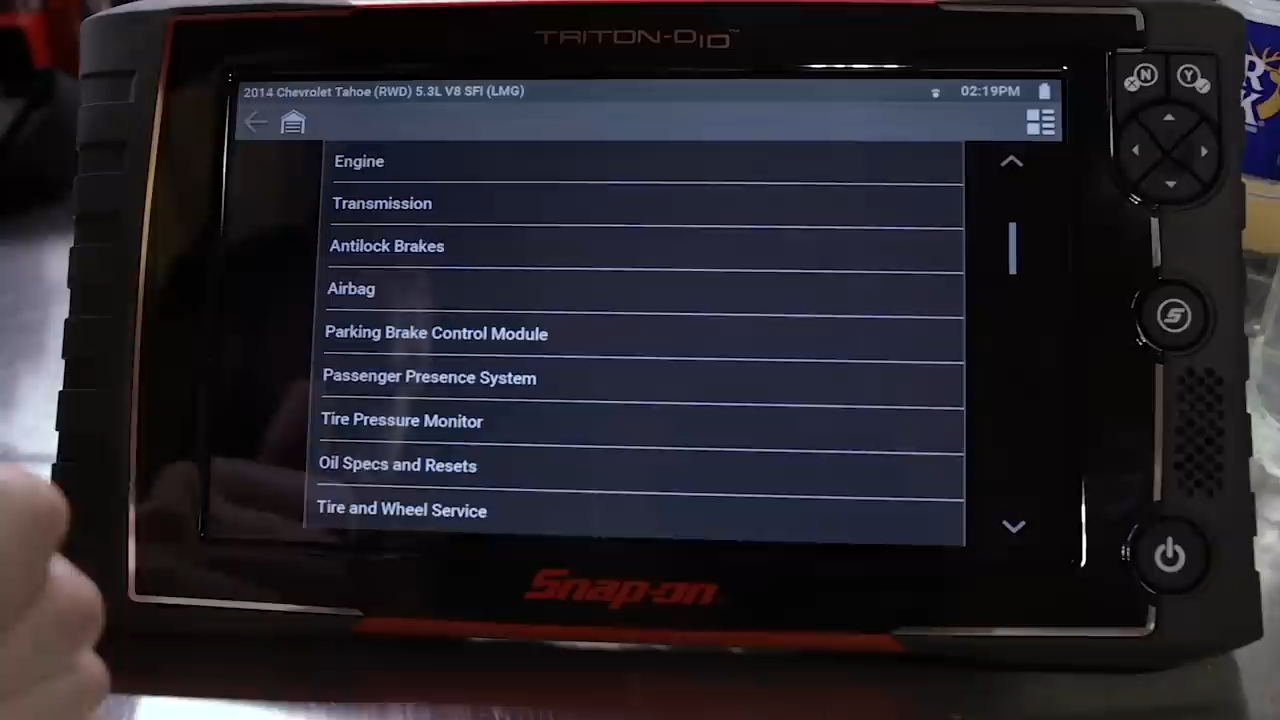 TRITON-D10™
2014 Chevrolet Tahoe (RWD) 5.3L V8 SFI (LMG) 02:19PM
Engine
Transmission
Antilock Brakes
Airbag
Parking Brake Control Module
Passenger Presence System
Tire Pressure Monitor
Oil Specs and Resets
Tire and Wheel Service
Snap-on
N
Y
S